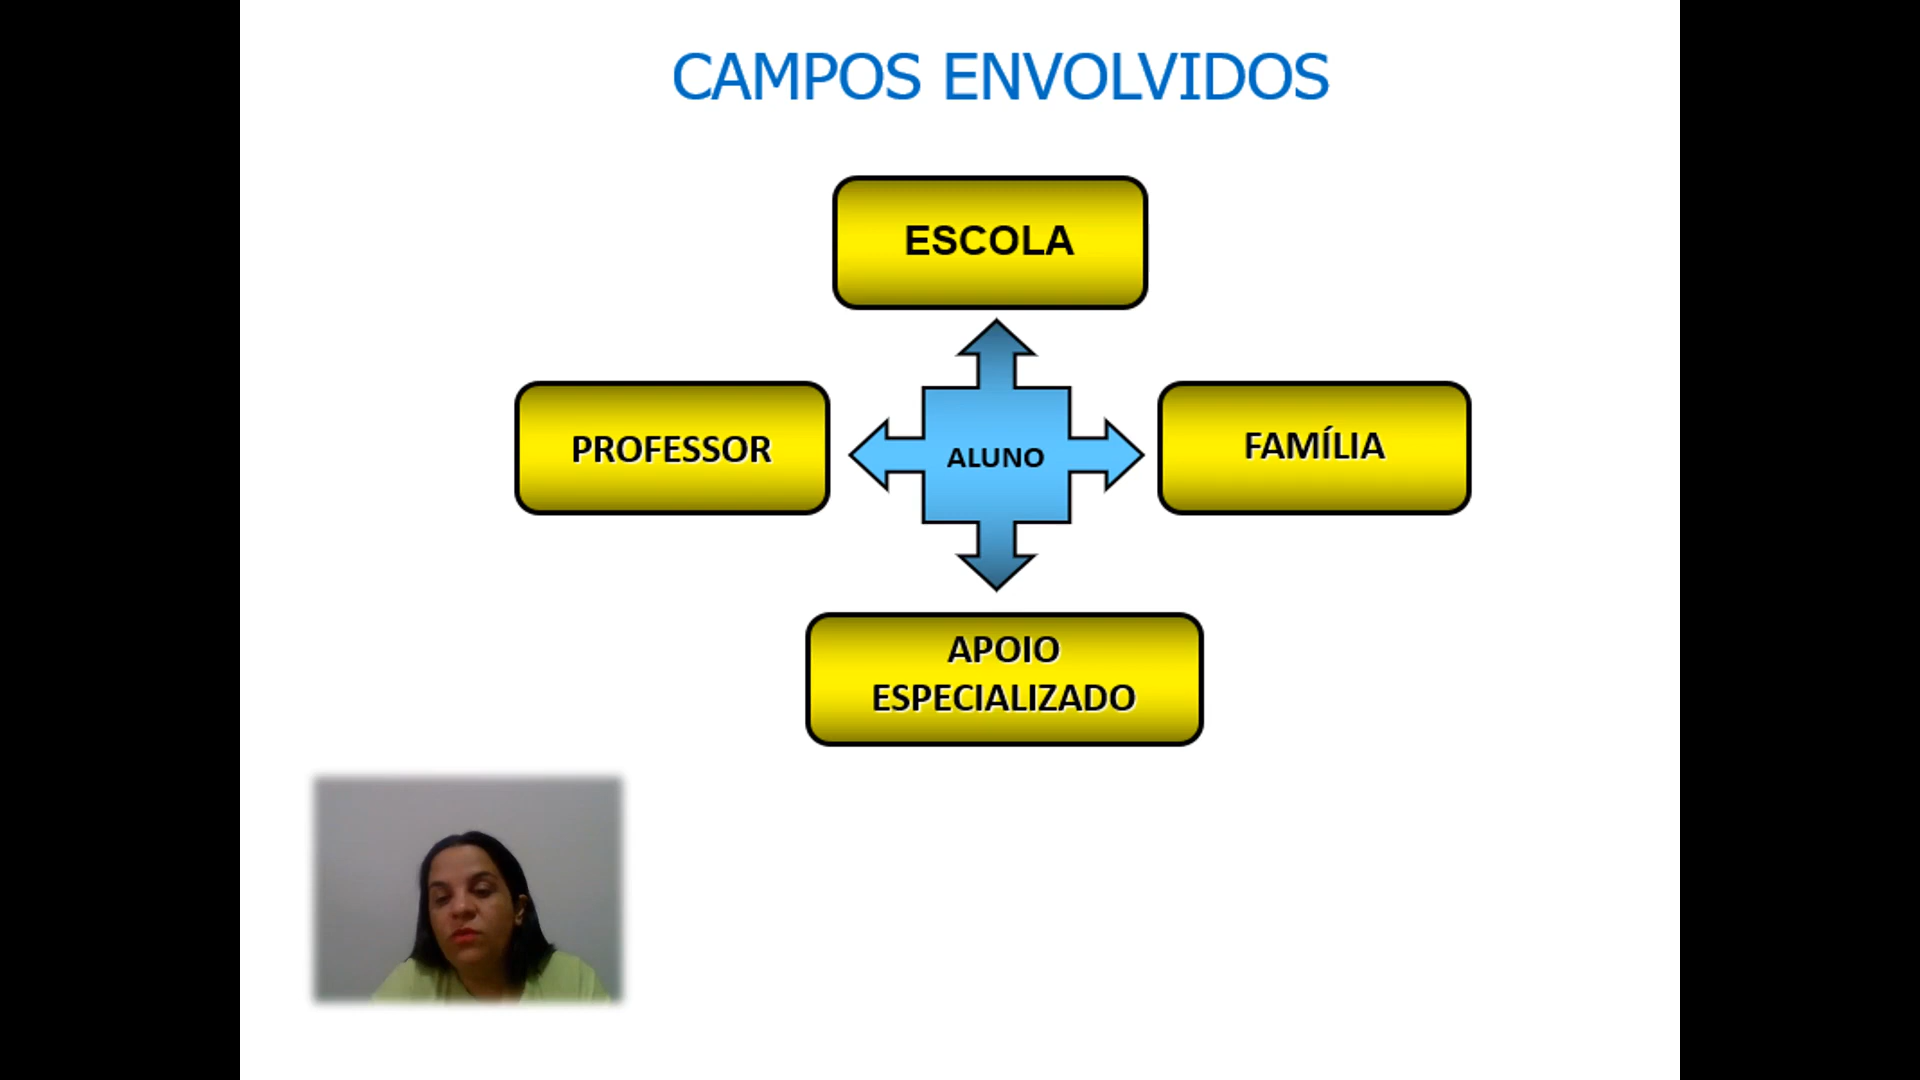 CAMPOS ENVOLVIDOS
ESCOLA
PROFESSOR
ALUNO
FAMÍLIA
APOIO
ESPECIALIZADO